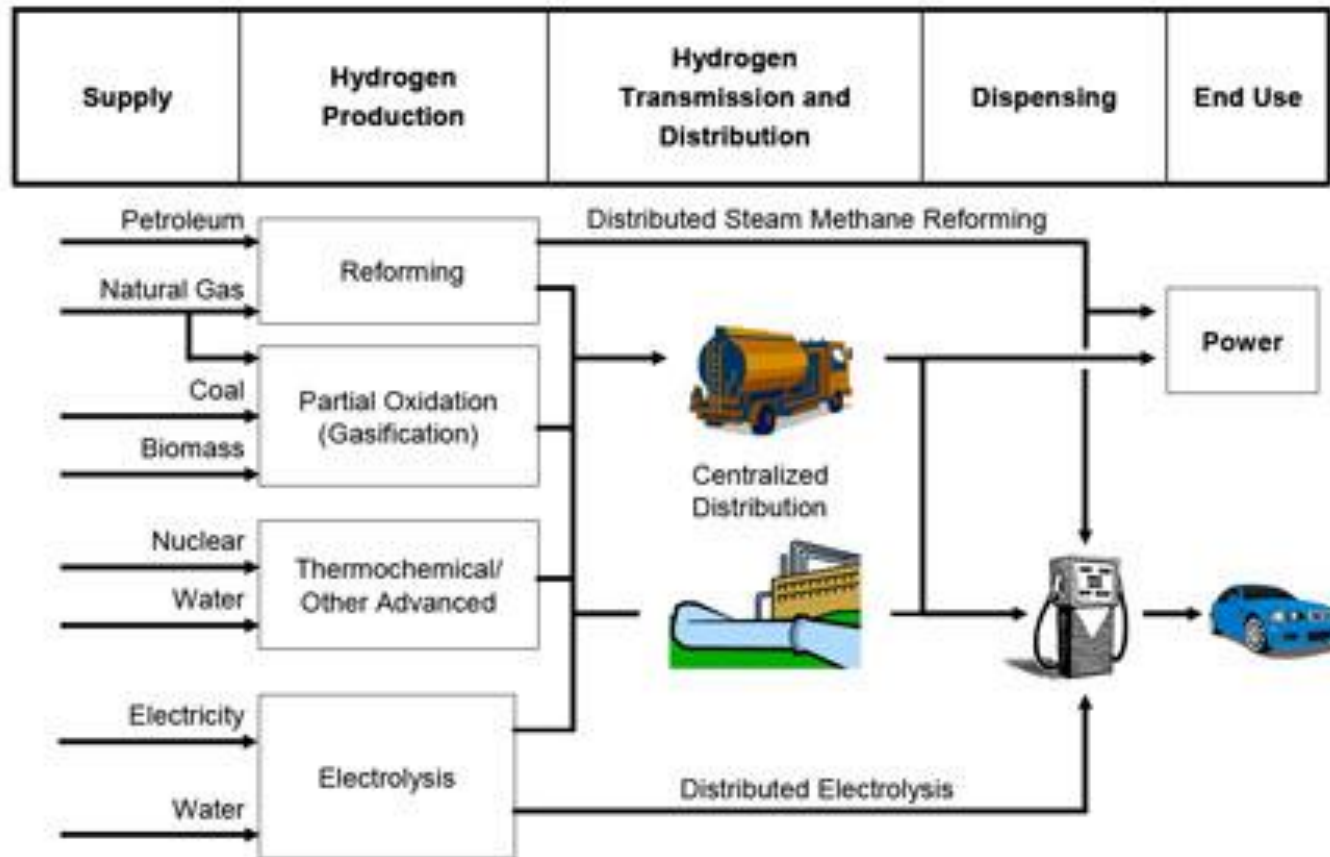 Supply
Hydrogen
Production
Hydrogen
Transmission and
Distribution
Dispensing
End Use
Petroleum
Natural Gas
Reforming
Distributed Steam Methane Reforming
Power
Coal
Biomass
Partial Oxidation
(Gasification)
Centralized
Distribution
Nuclear
Water
Thermochemical/
Other Advanced
Electricity
Water
Electrolysis
Distributed Electrolysis